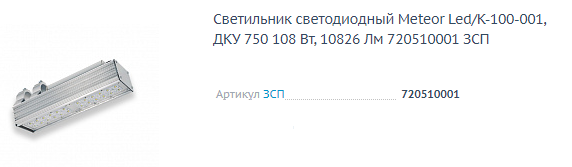 Светильник светодиодный Meteor Led/К-100-001,
ДКУ 750 108 Вт, 10826 Лм 720510001 ЗСП
Артикул ЗСП 720510001